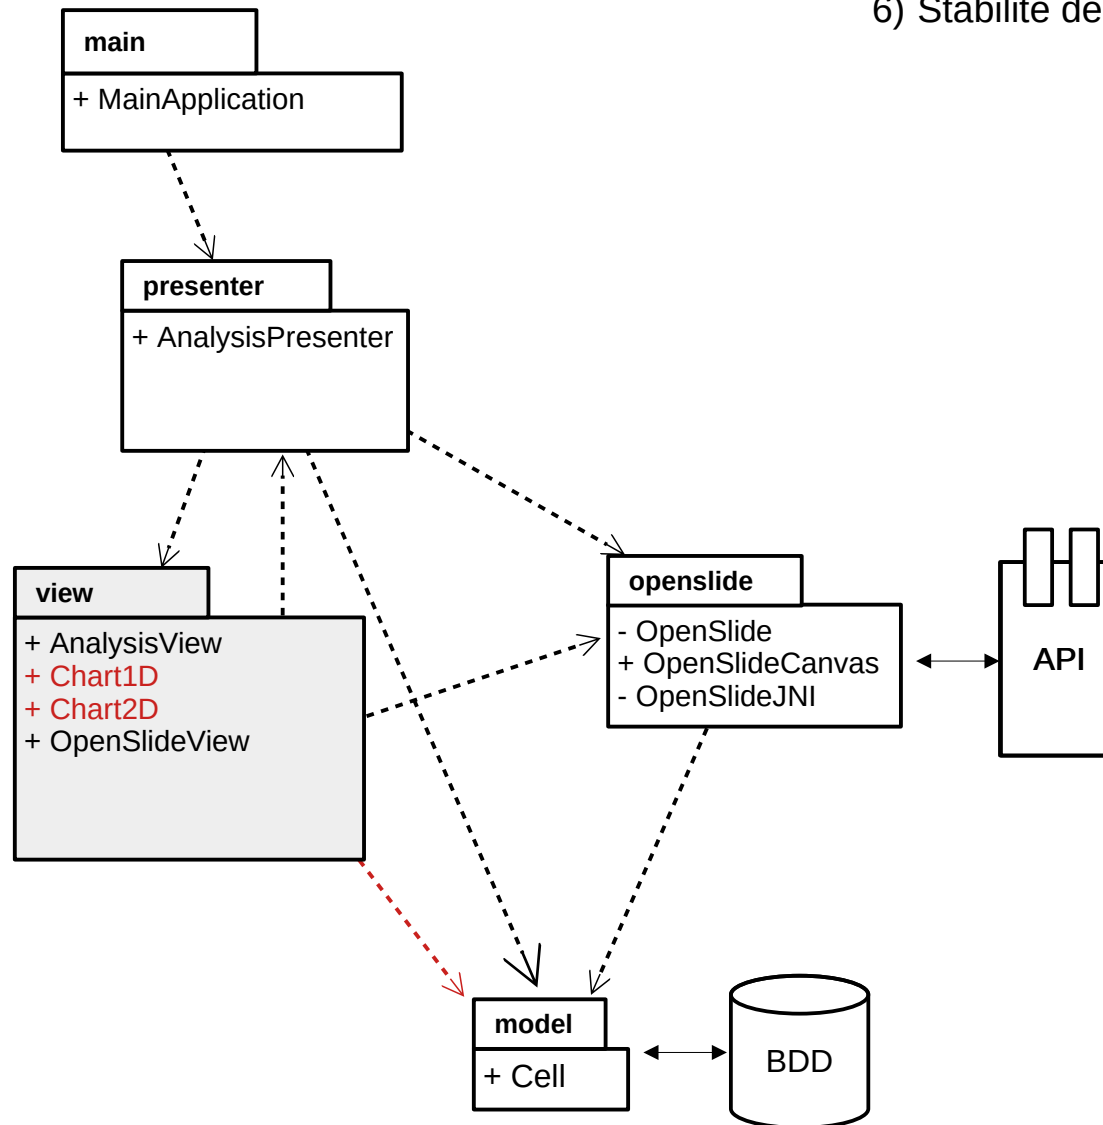 6) Stabilité de
main
+ MainApplication
presenter
+ AnalysisPresenter
view
+ AnalysisView
+ Chart1D
+ Chart2D
+ OpenSlideView
openslide
- OpenSlide
+ OpenSlideCanvas
- OpenSlideJNI
API
model
+ Cell
BDD